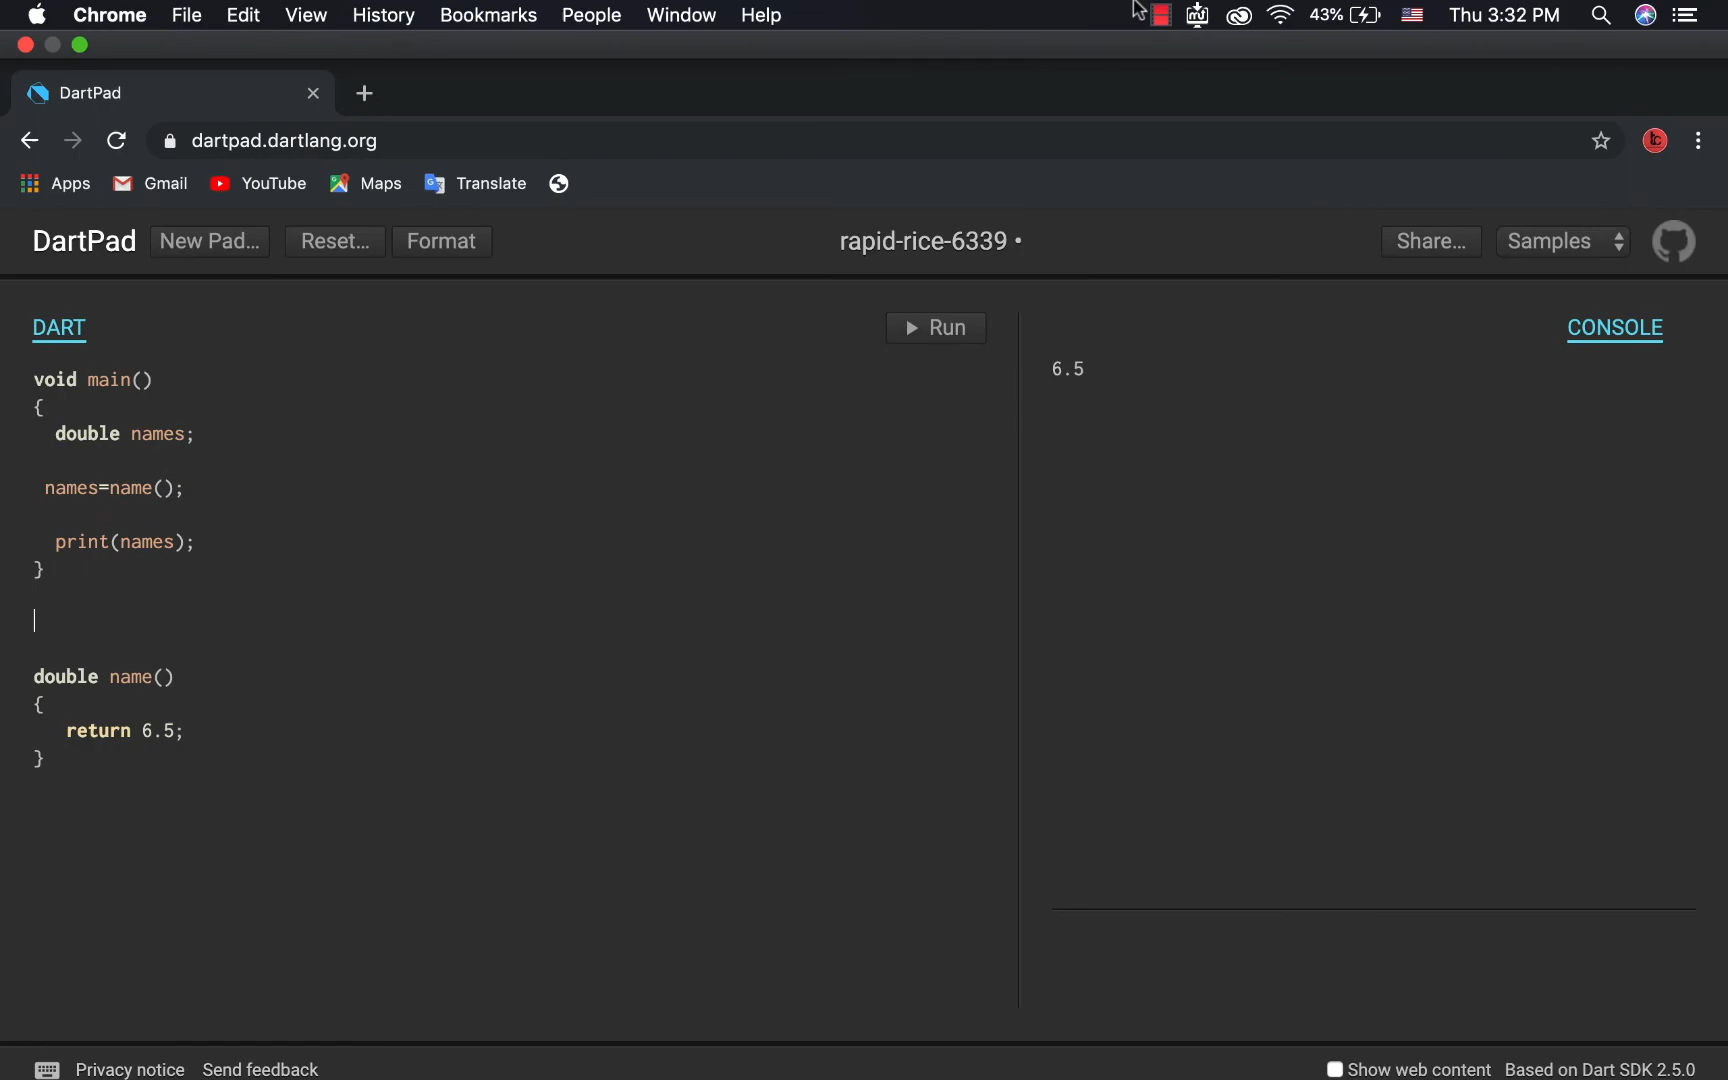 Chrome File Edit View History Bookmarks People Window Help 43% Thu 3:32 PM
DartPad
dartpad.dartlang.org
Apps Gmail YouTube Maps Translate
DartPad New Pad... Reset... Format rapid-rice-6339 • Share... Samples
DART Run CONSOLE
6.5
void main()
{
double names;
names=name();
print(names);
}
double name()
{
return 6.5;
}
Privacy notice Send feedback Show web content Based on Dart SDK 2.5.0